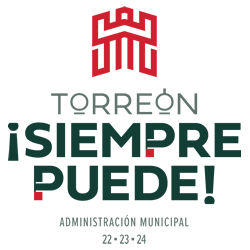 TORREÓN
¡SIEMPRE
PUEDE!
ADMINISTRACIÓN MUNICIPAL
22 • 23 • 24